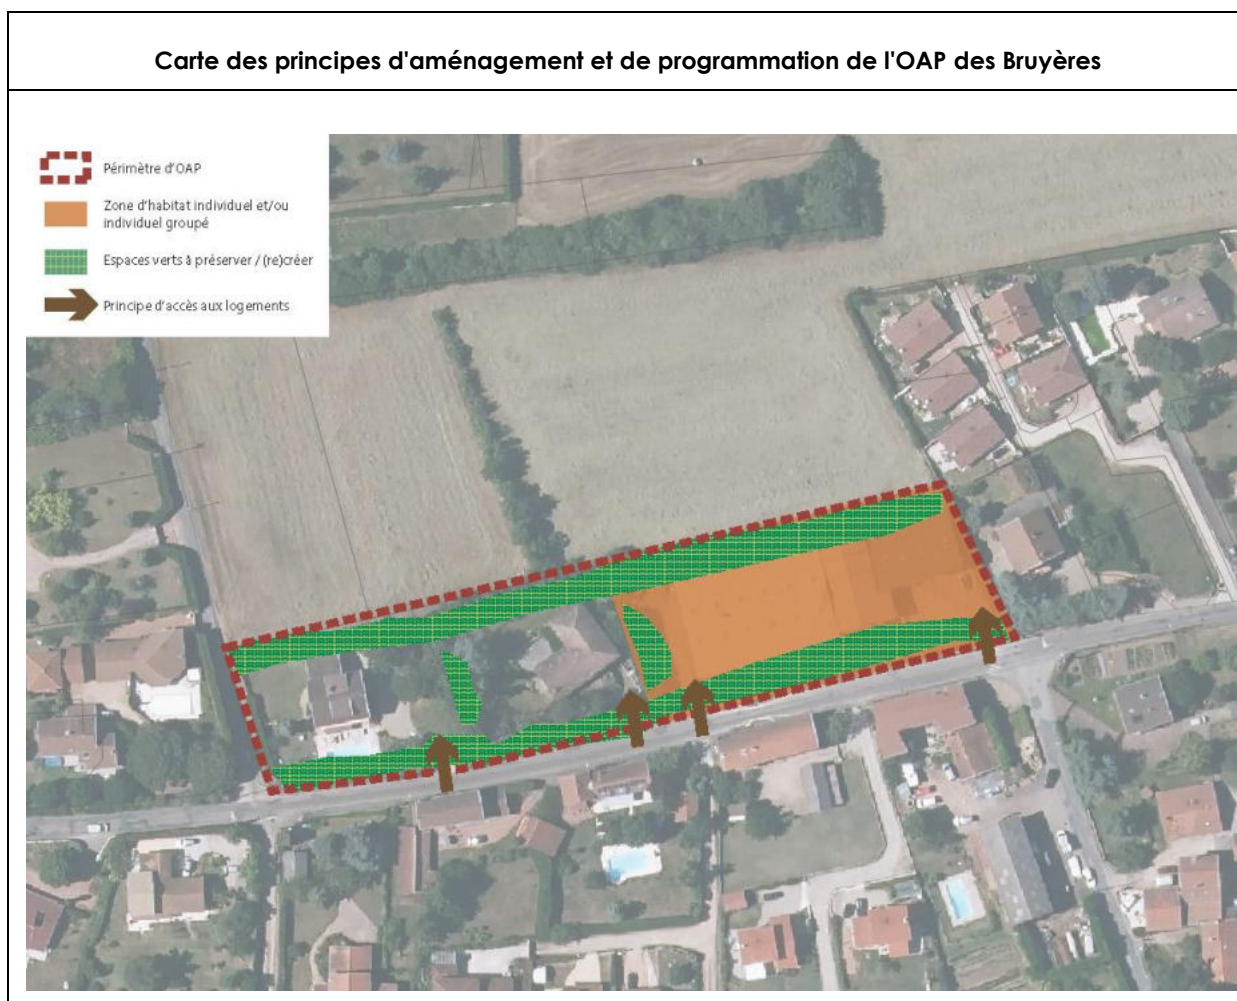 Carte des principes d'aménagement et de programmation de l'OAP des Bruyères
Périmètre d'OAP
Zone d'habitat individuel et/ou
individuel groupé
Espaces verts à préserver / (re)créer
Principe d'accès aux logements